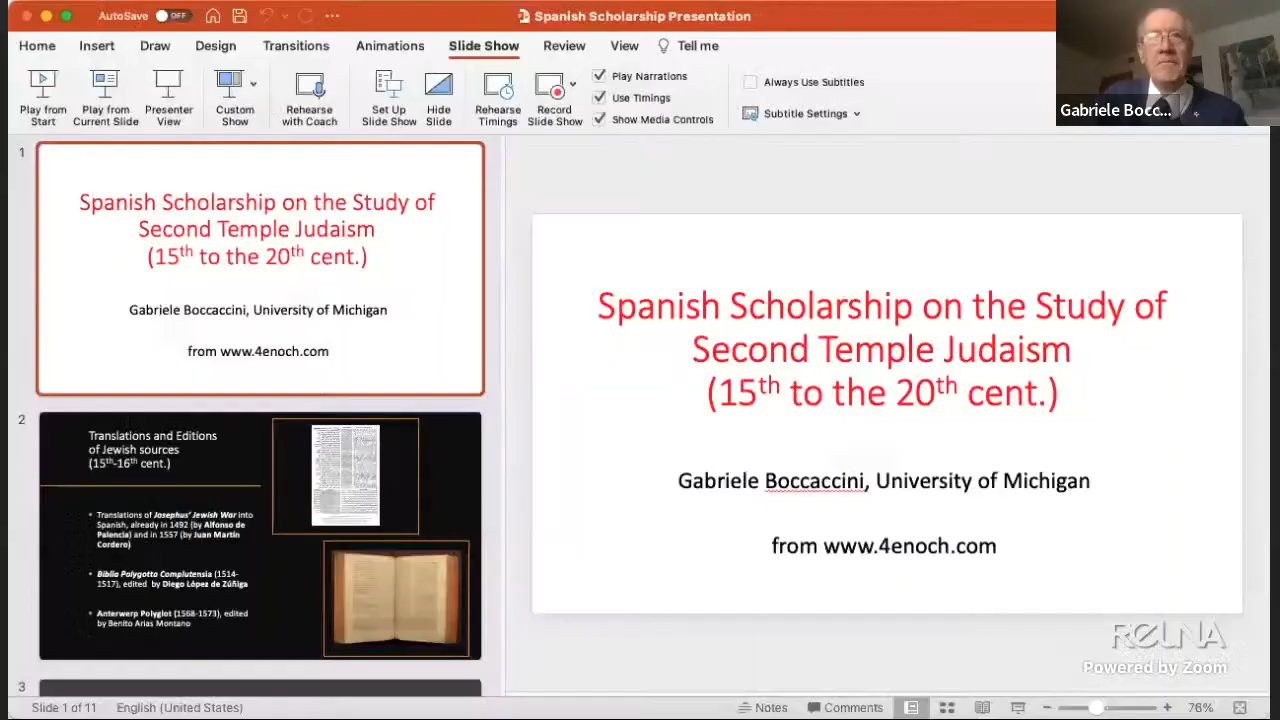 AutoSave
OFF
Spanish Scholarship Presentation
Home
Insert
Draw
Design
Transitions
Animations
Slide Show
Review
View
Tell me
Play from
Start
Play from
Current Slide
Presenter
View
Custom
Show
Rehearse
with Coach
Set Up
Slide Show
Hide
Slide
Rehearse
Timings
Record
Slide Show
Play Narrations
Use Timings
Show Media Controls
Always Use Subtitles
Subtitle Settings
Gabriele Bocc...
1
Spanish Scholarship on the Study of
Second Temple Judaism
(15th to the 20th cent.)
Gabriele Boccaccini, University of Michigan
from www.4enoch.com
2
Translations and Editions
of Jewish sources
(15th-16th cent.)
• Translations of Josephus' Jewish War into
Spanish, already in 1492 (by Alfonso de
Palencia) and in 1557 (by Juan Martín
Cordero)
• Biblia Polygotta Complutensia (1514-
1517), edited by Diego López de Zúñiga
• Anterwerp Polyglot (1568-1573), edited
by Benito Arias Montano
3
Spanish Scholarship on the Study of
Second Temple Judaism
(15th to the 20th cent.)
Gabriele Boccaccini, University of Michigan
from www.4enoch.com
Powered by Zoom
Slide 1 of 11
English (United States)
Notes
Comments
76%